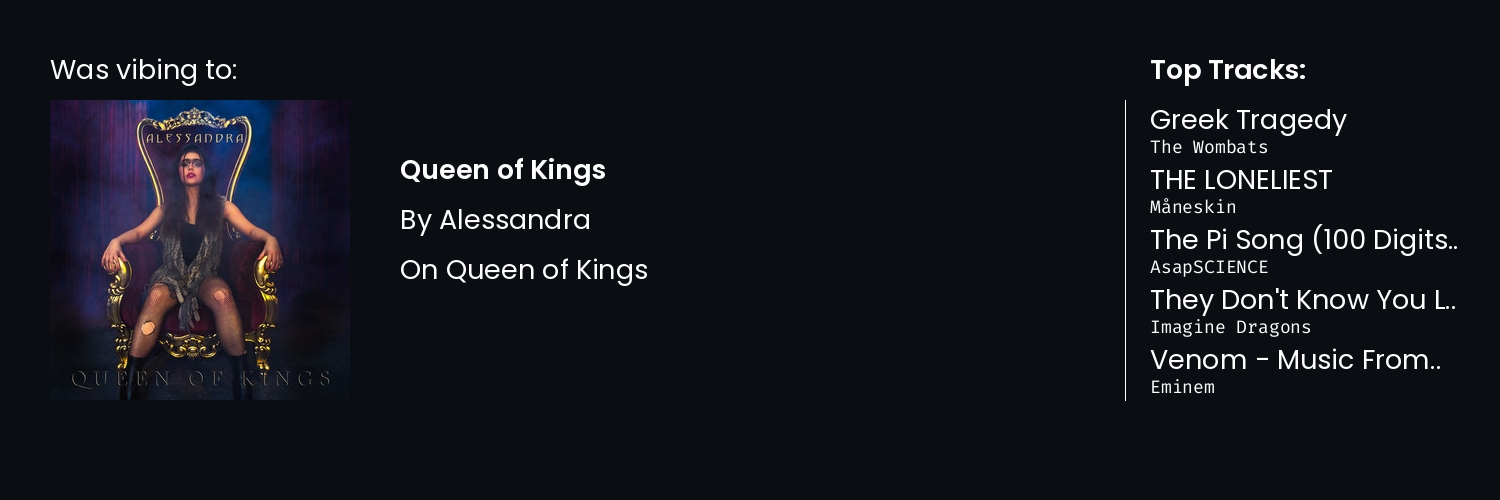 Was vibing to:
ALESSANDRA
QUEEN OF KINGS
Queen of Kings
By Alessandra
On Queen of Kings
Top Tracks:
Greek Tragedy
The Wombats
THE LONELIEST
Måneskin
The Pi Song (100 Digits..
AsapSCIENCE
They Don't Know You L..
Imagine Dragons
Venom - Music From..
Eminem